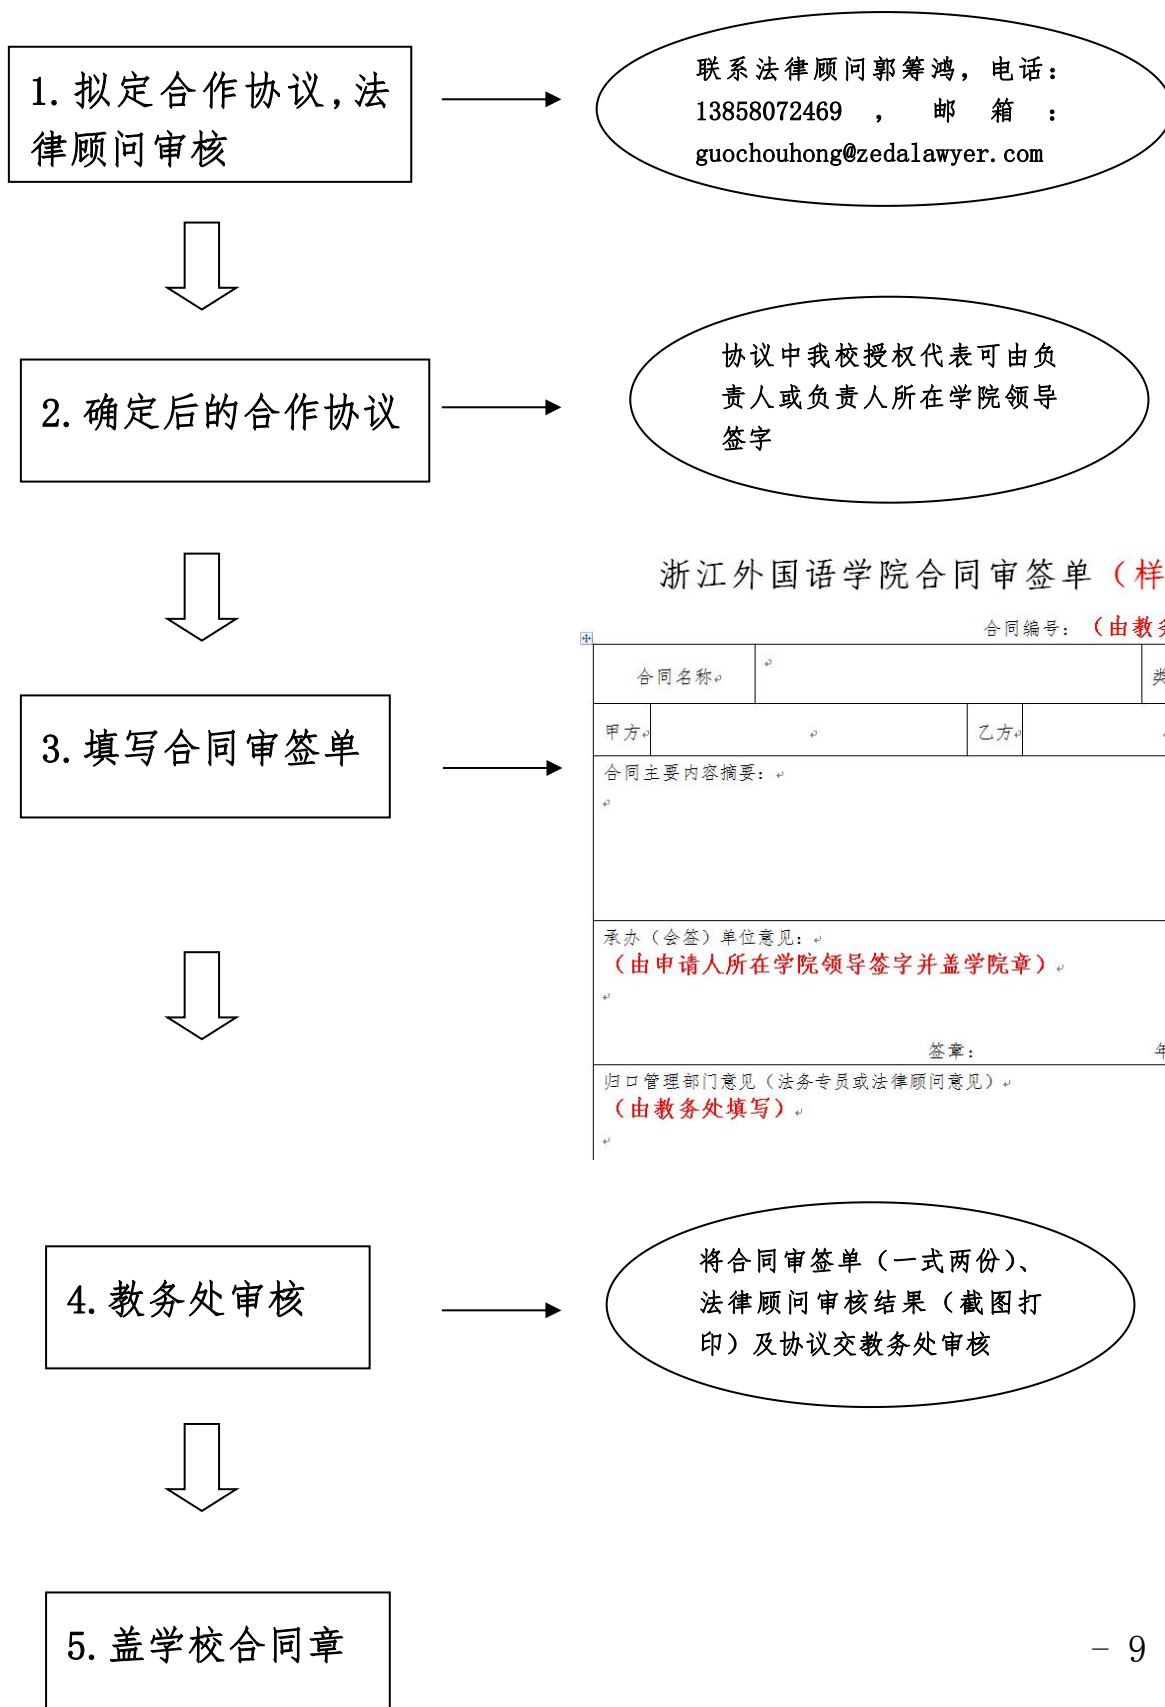 1.拟定合作协议,法
律顾问审核
联系法律顾问郭筹鸿，电话：
13858072469 ， 邮 箱 ：
guochouhong@zedalawyer.com
2.确定后的合作协议
协议中我校授权代表可由负
责人或负责人所在学院领导
签字
浙江外国语学院合同审签单（样
合同编号：（由教务
合同名称
类
甲方
乙方
3.填写合同审签单
合同主要内容摘要：
承办（会签）单位意见：
（由申请人所在学院领导签字并盖学院章）
签章：
年
归口管理部门意见（法务专员或法律顾问意见）
（由教务处填写）
4.教务处审核
将合同审签单（一式两份）、
法律顾问审核结果（截图打
印）及协议交教务处审核
5.盖学校合同章
- 9